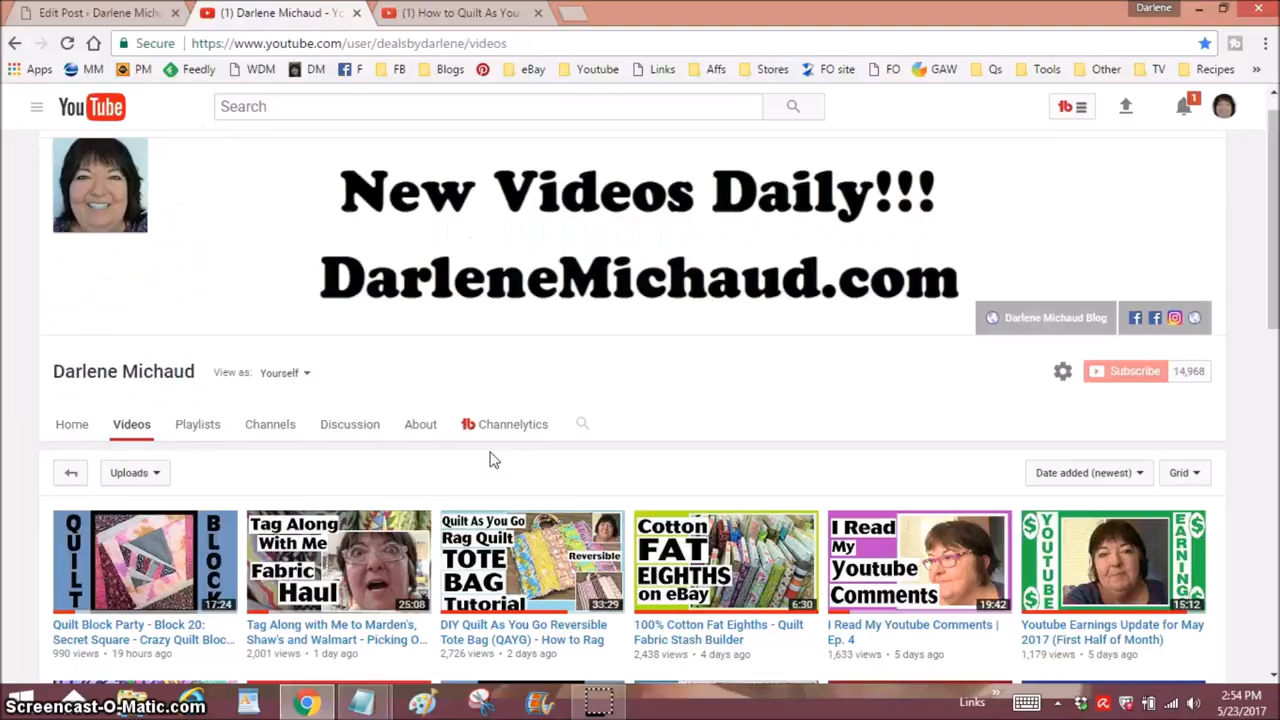 Edit Post ‹ Darlene Mich
(1) Darlene Michaud - Yo
(1) How to Quilt As You
Darlene
Secure
https://www.youtube.com/user/dealsbydarlene/videos
Apps MM PM Feedly WDM DM F FB Blogs eBay Youtube Links Affs Stores FO site FO GAW Qs Tools Other TV Recipes »
YouTube
Search
tb
1
New Videos Daily!!!
DarleneMichaud.com
Darlene Michaud Blog
Darlene Michaud
View as: Yourself
Subscribe 14,968
Home Videos Playlists Channels Discussion About tb Channelytics
Uploads
Date added (newest)
Grid
QUILT
BLOCK
17:24
Quilt Block Party - Block 20:
Secret Square - Crazy Quilt Bloc...
990 views • 19 hours ago
Tag Along
With Me
Fabric
Haul
25:08
Tag Along with Me to Marden's,
Shaw's and Walmart - Picking O...
2,001 views • 1 day ago
Quilt As You Go
Rag Quilt
TOTE
BAG
Tutorial
Reversible
33:29
DIY Quilt As You Go Reversible
Tote Bag (QAYG) - How to Rag
2,726 views • 2 days ago
Cotton
FAT
EIGHTHS
on eBay
6:30
100% Cotton Fat Eighths - Quilt
Fabric Stash Builder
2,438 views • 4 days ago
I Read
My
Youtube
Comments
19:42
I Read My Youtube Comments |
Ep. 4
1,633 views • 5 days ago
YOUTUBE
EARNING
$
$
$
$
15:12
Youtube Earnings Update for May
2017 (First Half of Month)
1,179 views • 5 days ago
Screencast-O-Matic.com
Links
2:54 PM
5/23/2017